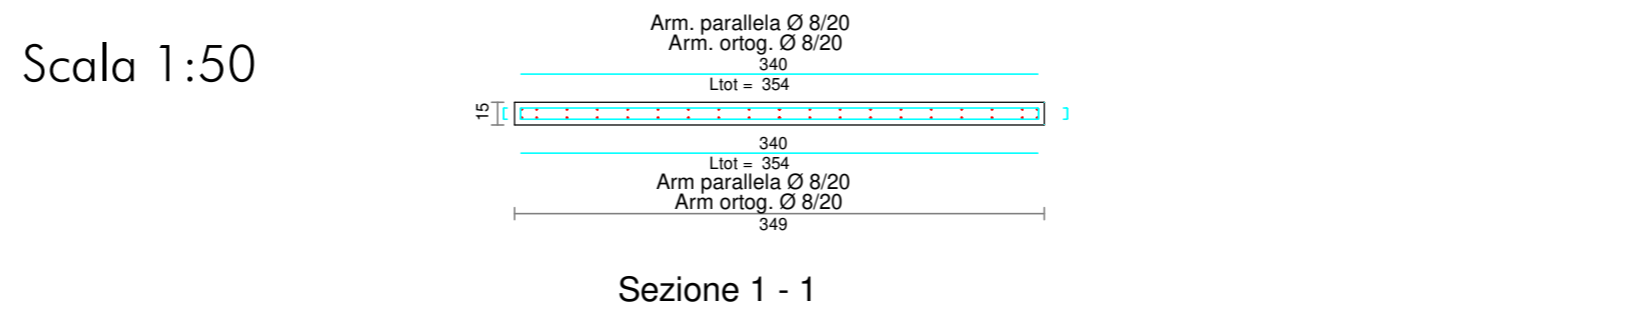 Scala 1:50
Arm. parallela Ø 8/20
Arm. ortog. Ø 8/20
340
Ltot = 354
15
340
Ltot = 354
Arm parallela Ø 8/20
Arm ortog. Ø 8/20
349
Sezione 1 - 1